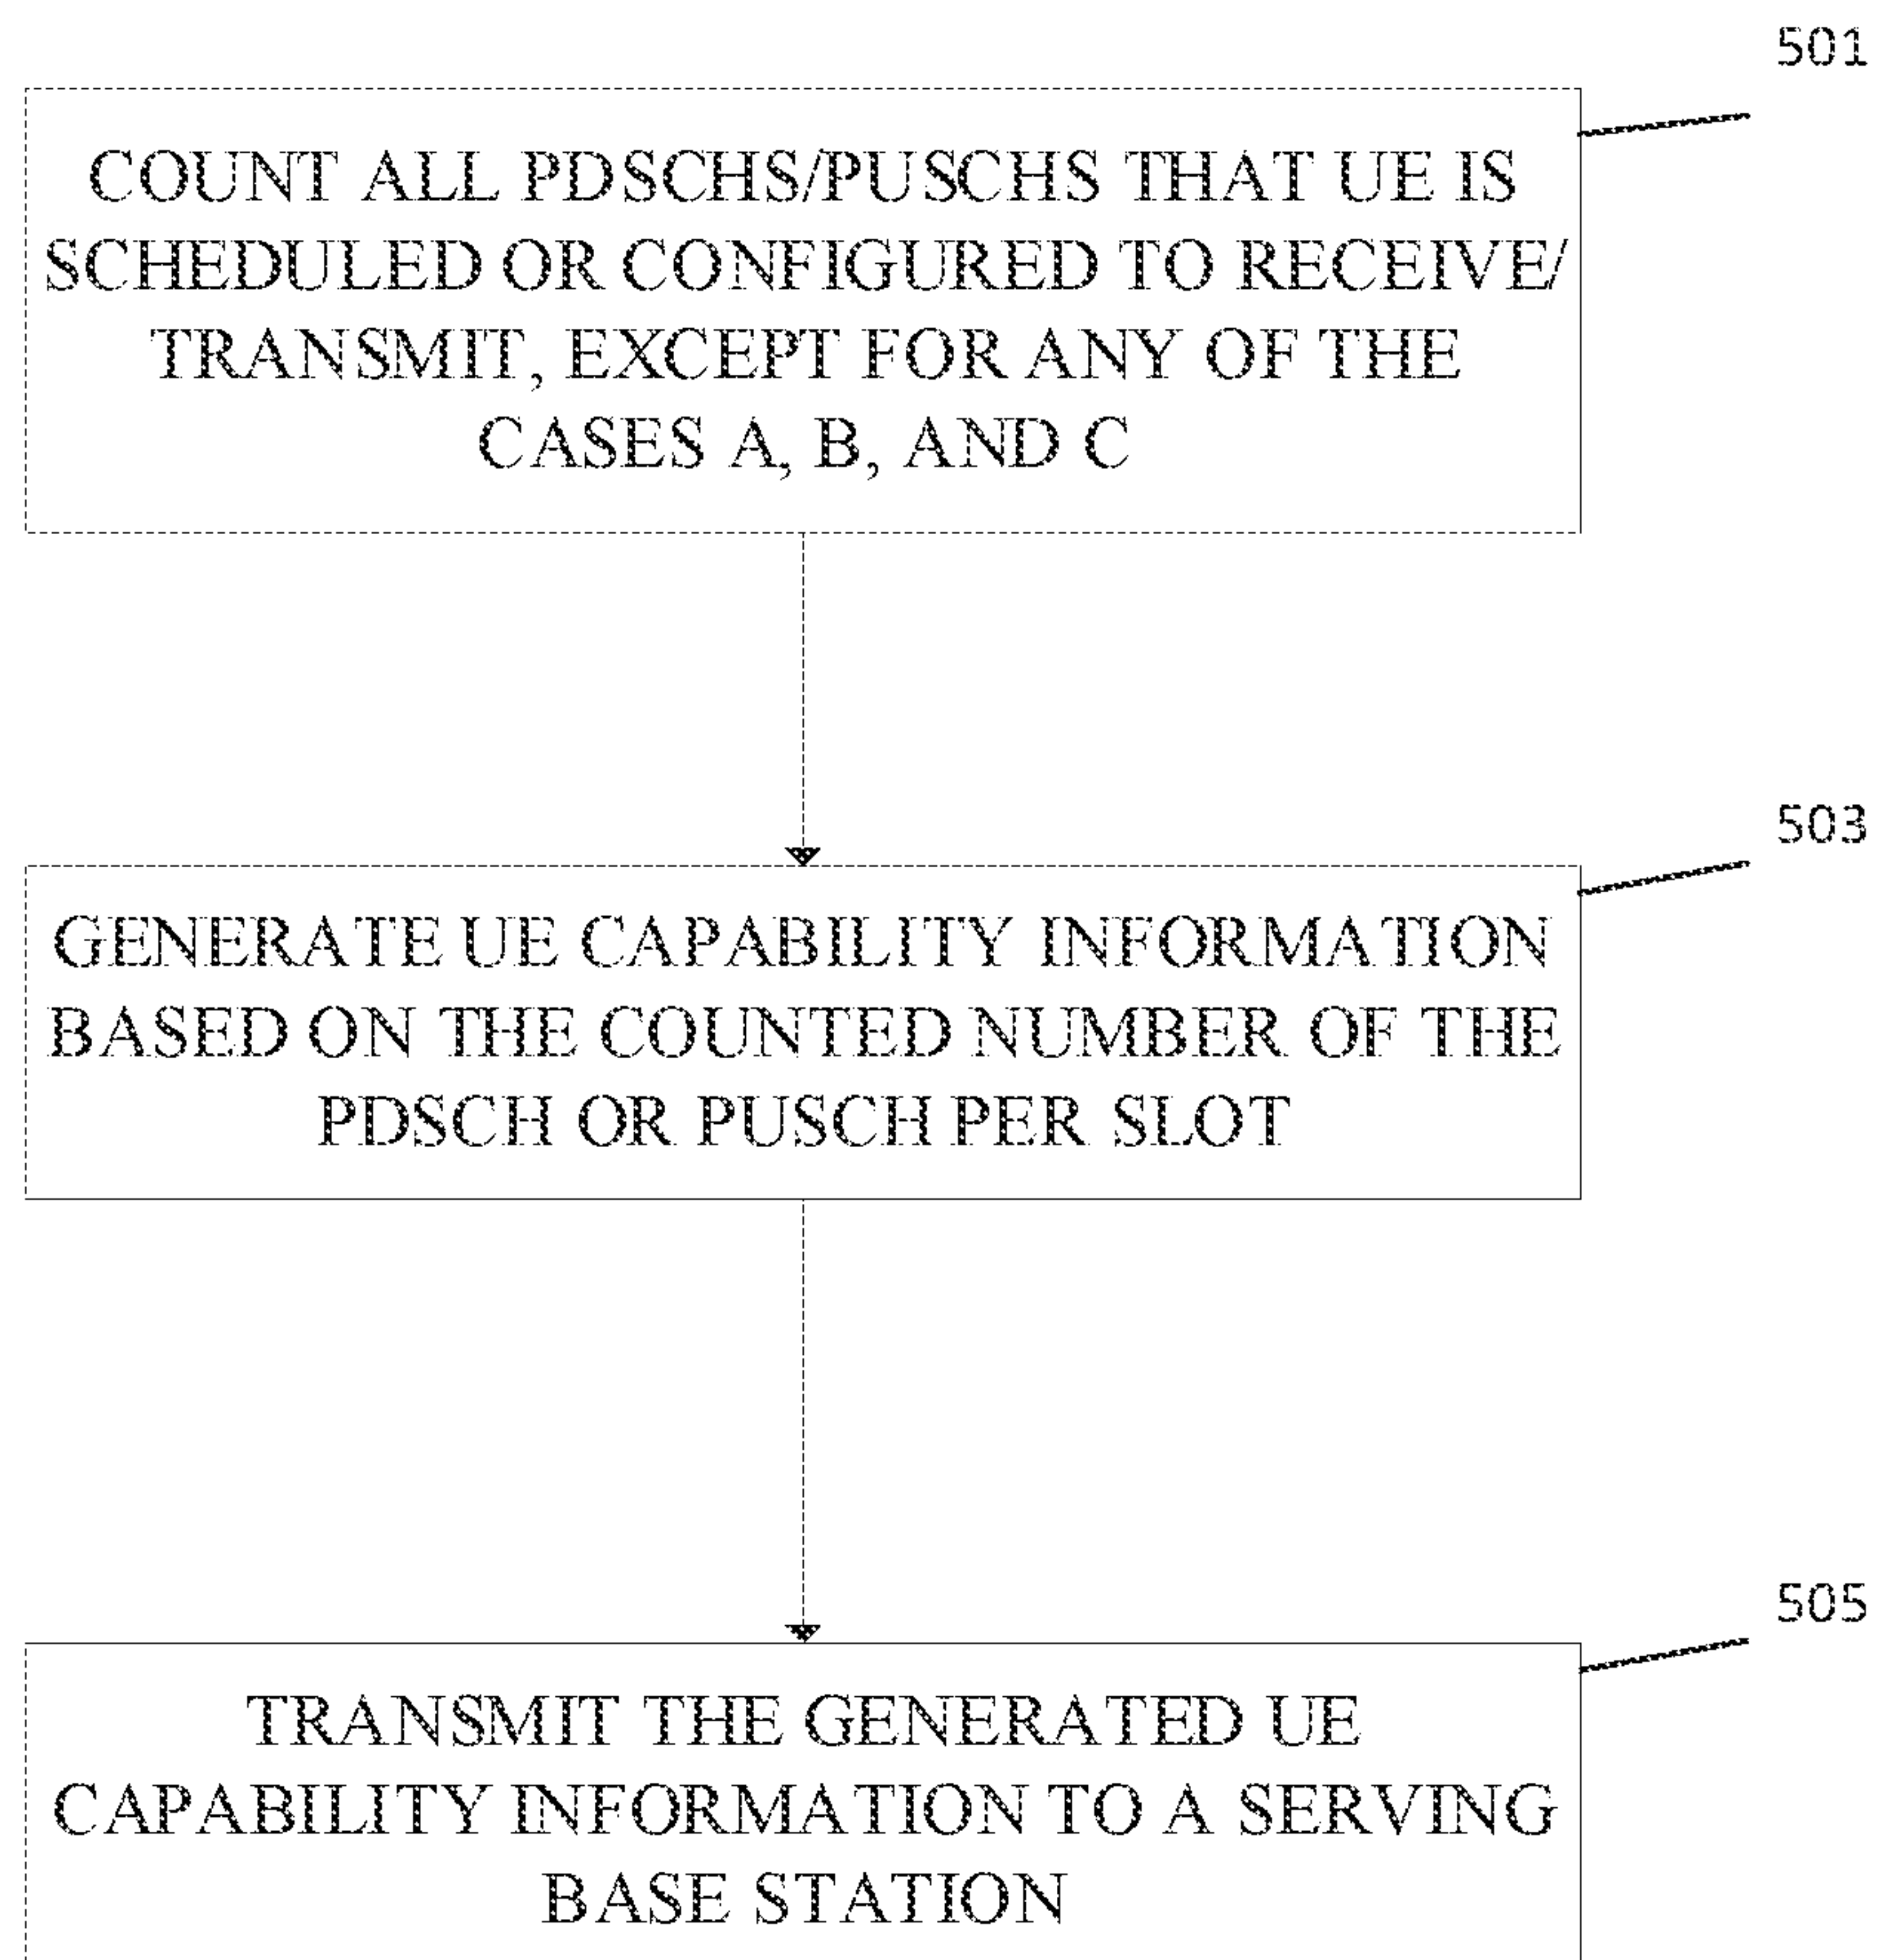 501
COUNT ALL PDSCHS/PUSCHS THAT UE IS
SCHEDULED OR CONFIGURED TO RECEIVE/
TRANSMIT, EXCEPT FOR ANY OF THE
CASES A, B, AND C
503
GENERATE UE CAPABILITY INFORMATION
BASED ON THE COUNTED NUMBER OF THE
PDSCH OR PUSCH PER SLOT
505
TRANSMIT THE GENERATED UE
CAPABILITY INFORMATION TO A SERVING
BASE STATION